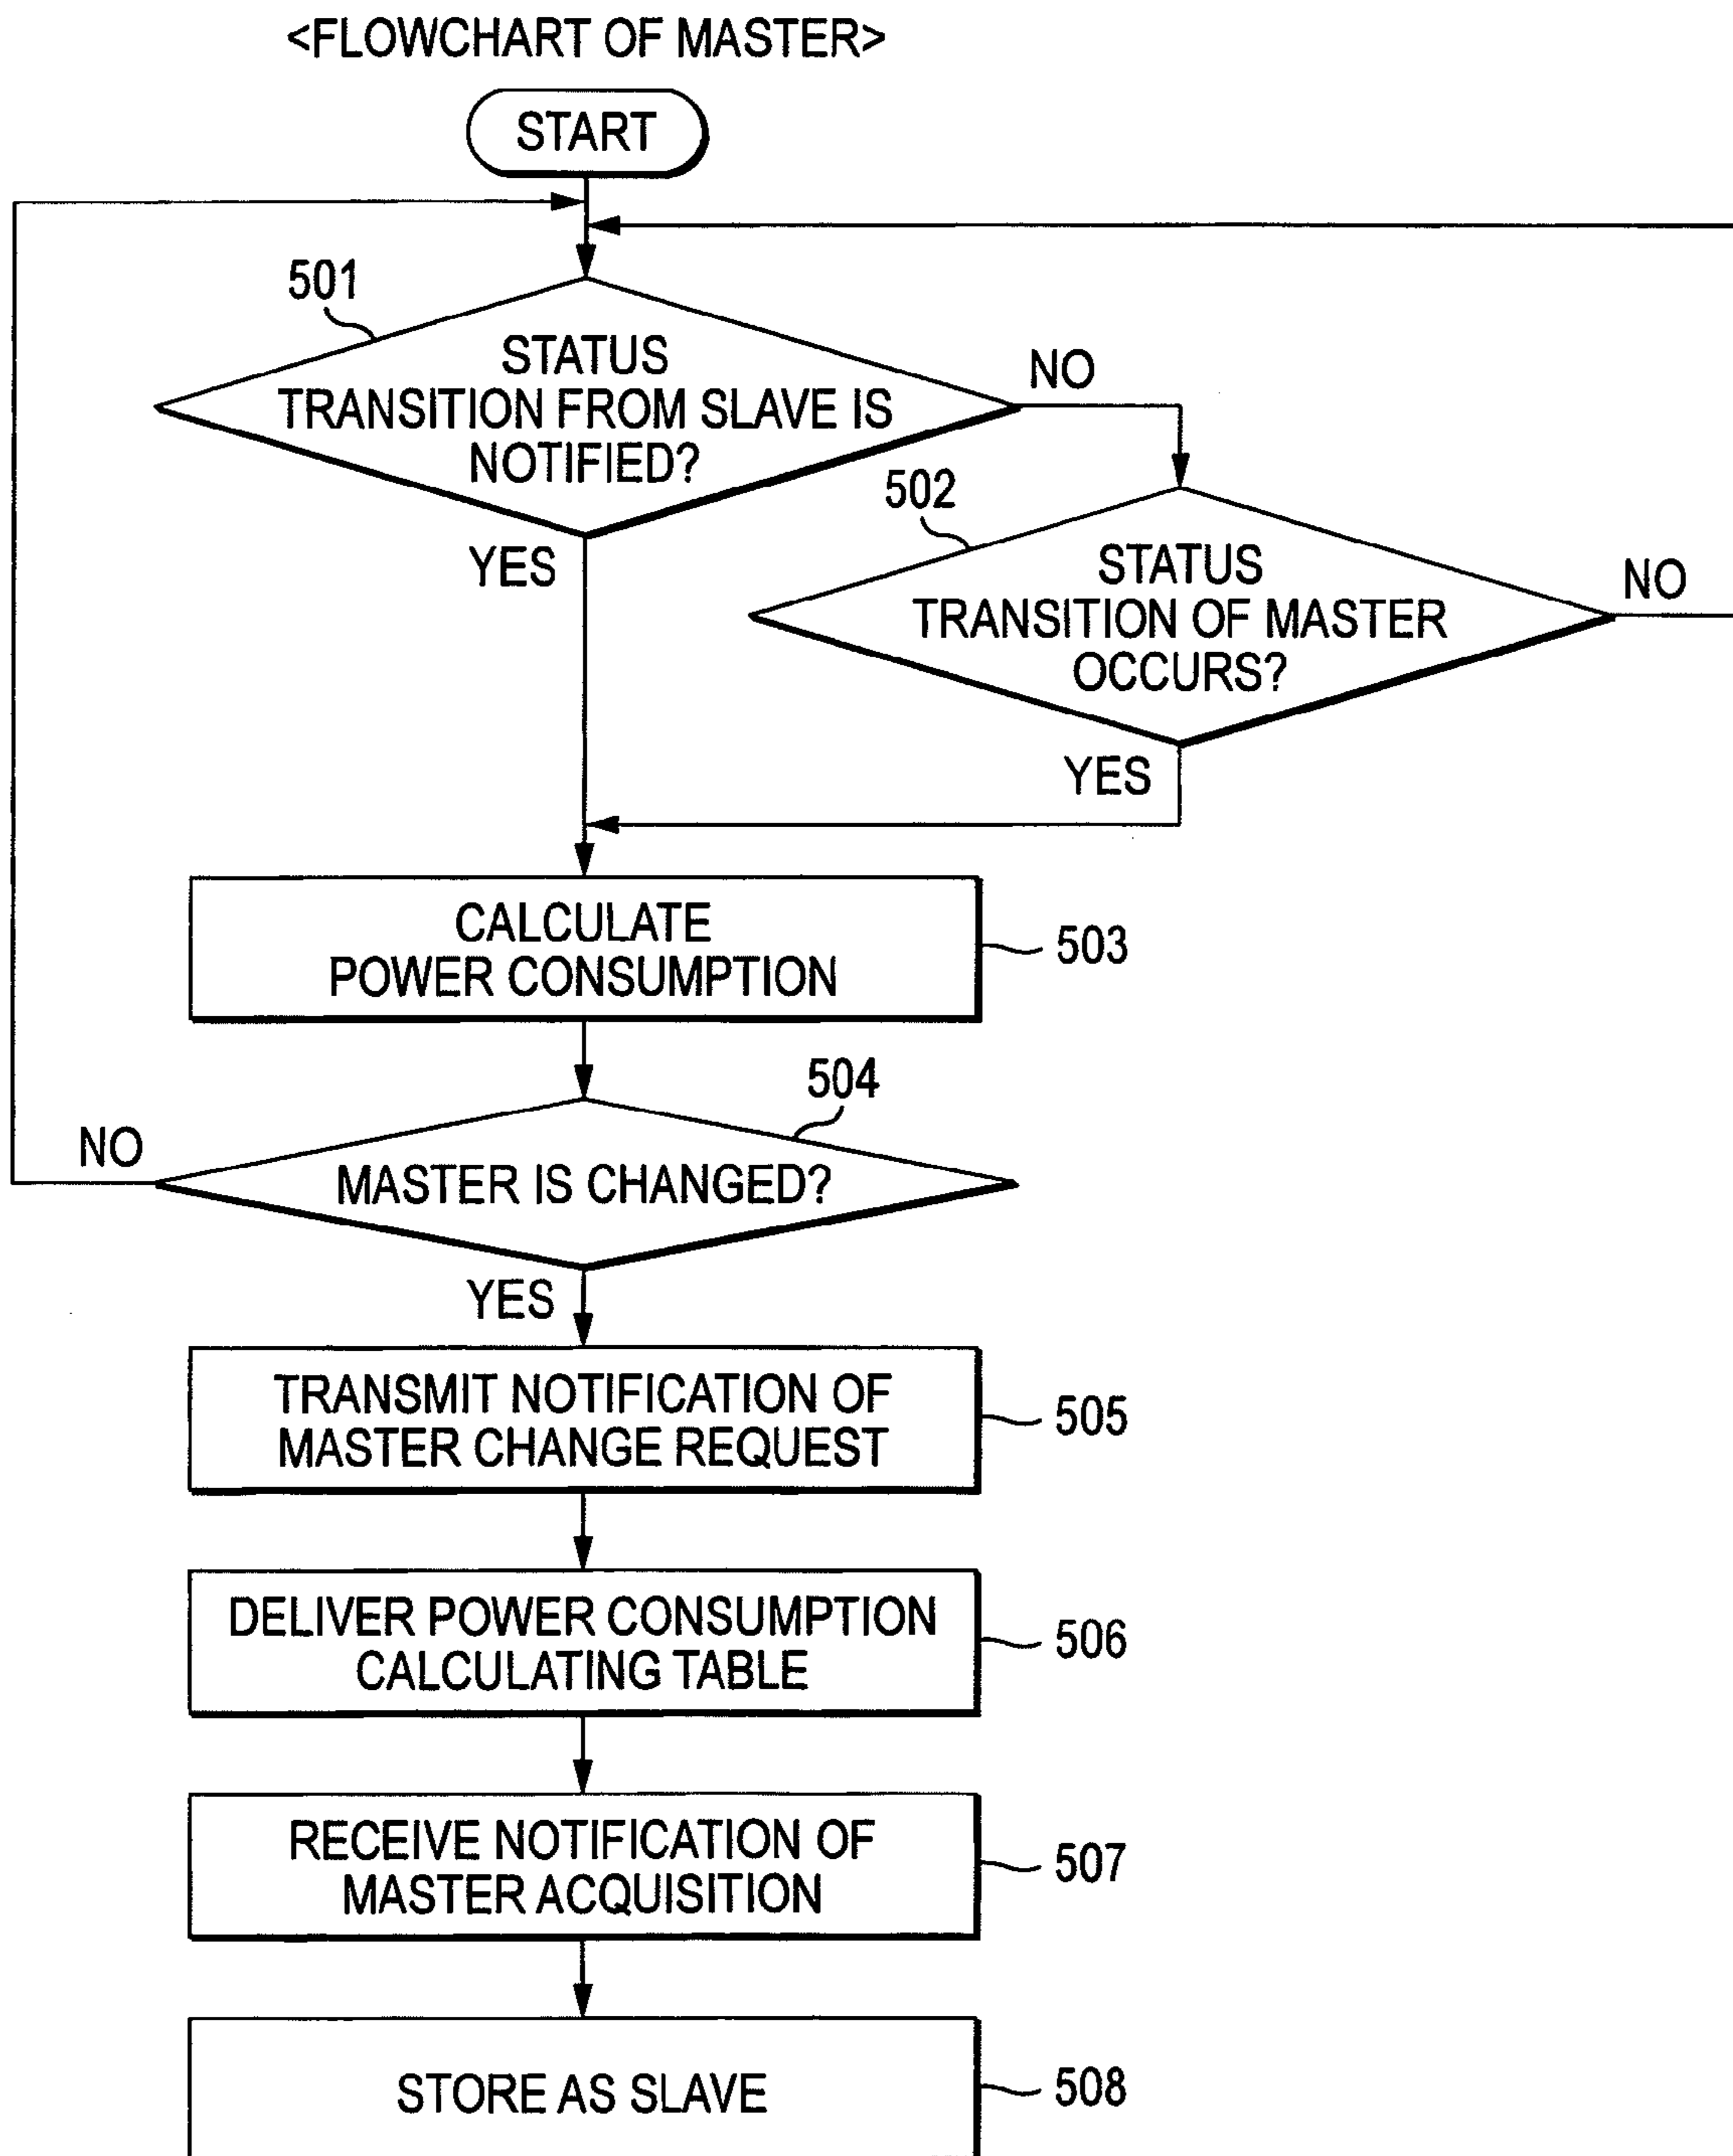 <FLOWCHART OF MASTER>
START
501
STATUS
TRANSITION FROM SLAVE IS
NOTIFIED?
NO
YES
502
STATUS
TRANSITION OF MASTER
OCCURS?
NO
YES
CALCULATE
POWER CONSUMPTION
503
504
MASTER IS CHANGED?
NO
YES
TRANSMIT NOTIFICATION OF
MASTER CHANGE REQUEST
505
DELIVER POWER CONSUMPTION
CALCULATING TABLE
506
RECEIVE NOTIFICATION OF
MASTER ACQUISITION
507
STORE AS SLAVE
508